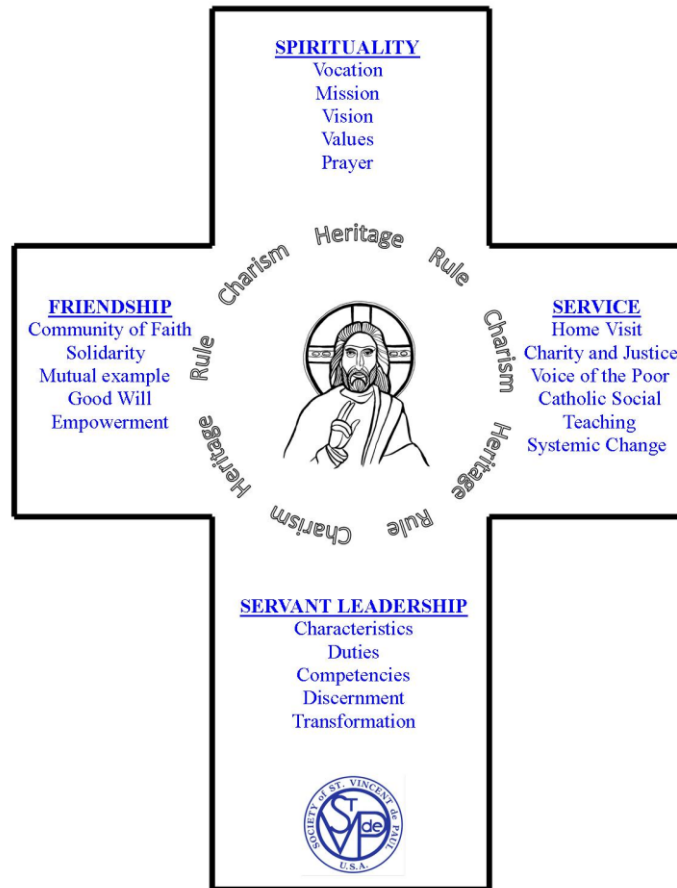 SPIRITUALITY
Vocation
Mission
Vision
Values
Prayer
Charism Heritage Rule Charism Heritage Rule Charism Heritage Rule
FRIENDSHIP
Community of Faith
Solidarity
Mutual example
Good Will
Empowerment
SERVICE
Home Visit
Charity and Justice
Voice of the Poor
Catholic Social
Teaching
Systemic Change
SERVANT LEADERSHIP
Characteristics
Duties
Competencies
Discernment
Transformation
SOCIETY of ST. VINCENT de PAUL
U.S.A.
ST
SVdeP